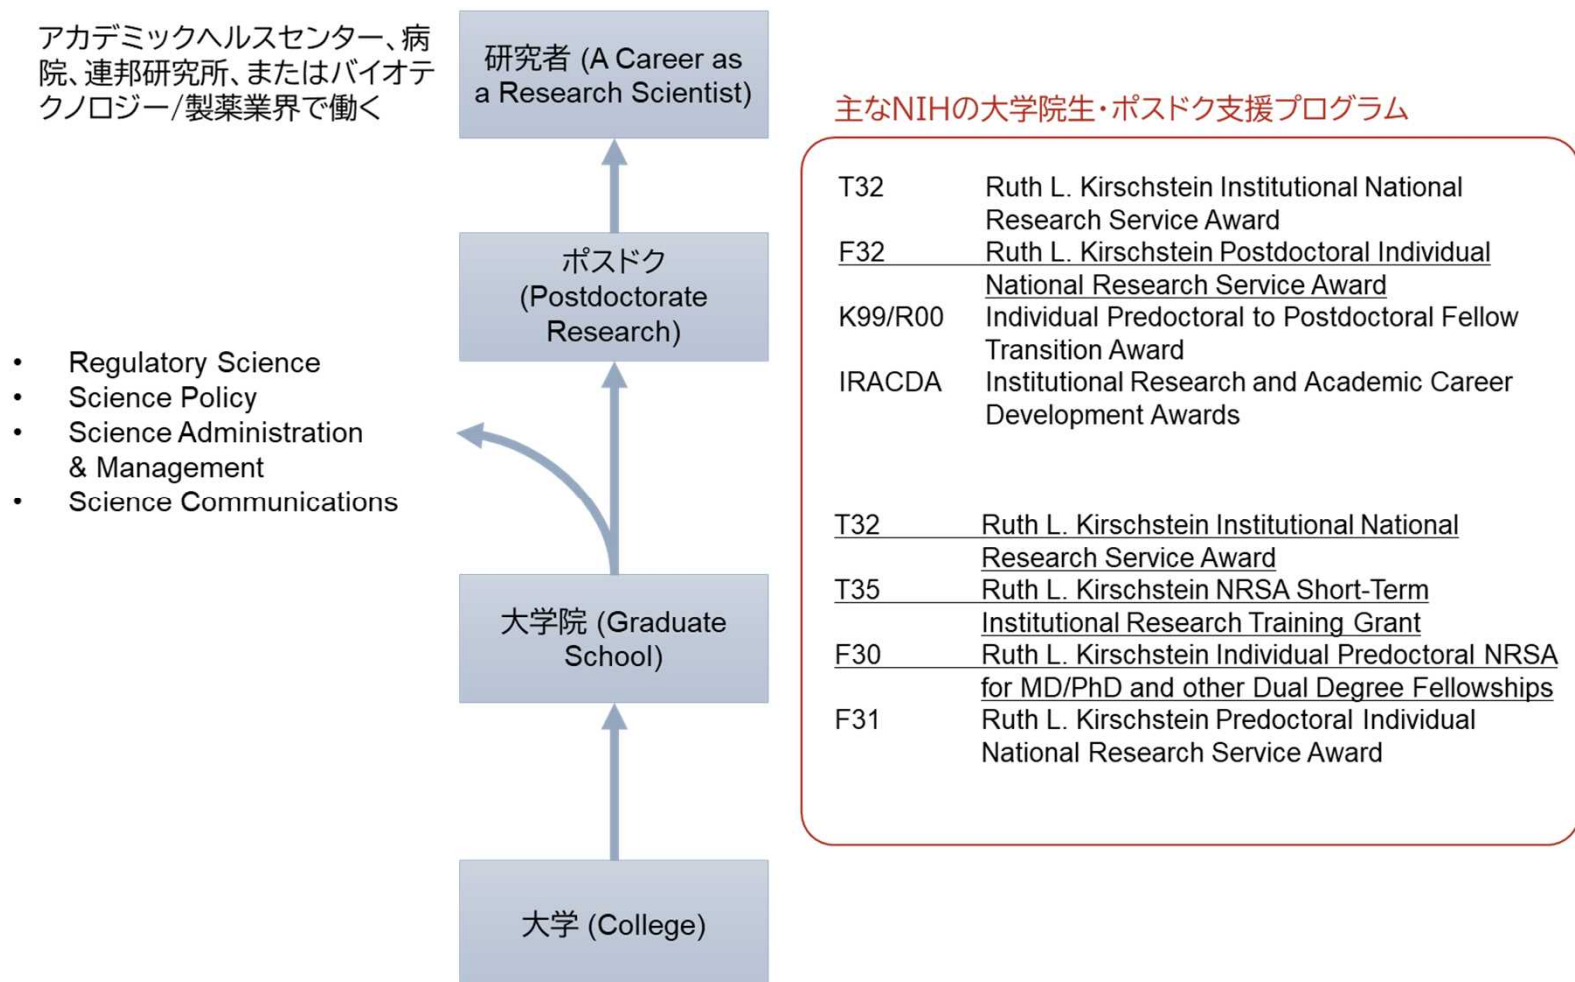 アカデミックヘルスセンター、病
院、連邦研究所、またはバイオテ
クノロジー/製薬業界で働く
研究者 (A Career as
a Research Scientist)
ポスドク
(Postdoctorate
Research)
• Regulatory Science
• Science Policy
• Science Administration
& Management
• Science Communications
大学院 (Graduate
School)
大学 (College)
主なNIHの大学院生・ポスドク支援プログラム
T32 Ruth L. Kirschstein Institutional National
Research Service Award
F32 Ruth L. Kirschstein Postdoctoral Individual
National Research Service Award
K99/R00 Individual Predoctoral to Postdoctoral Fellow
Transition Award
IRACDA Institutional Research and Academic Career
Development Awards
T32 Ruth L. Kirschstein Institutional National
Research Service Award
T35 Ruth L. Kirschstein NRSA Short-Term
Institutional Research Training Grant
F30 Ruth L. Kirschstein Individual Predoctoral NRSA
for MD/PhD and other Dual Degree Fellowships
F31 Ruth L. Kirschstein Predoctoral Individual
National Research Service Award